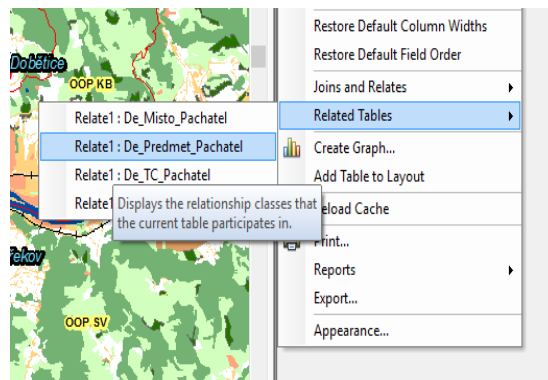 Restore Default Column Widths
Restore Default Field Order
Joins and Relates
Related Tables
Create Graph...
Add Table to Layout
eload Cache
Print...
Reports
Export...
Appearance...
Relate1 : De_Misto_Pachatel
Relate1 : De_Predmet_Pachatel
Relate1 : De_TC_Pachatel
Relate1
Displays the relationship classes that
the current table participates in.
Dobětice
OOP KB
řekov
OOP SV